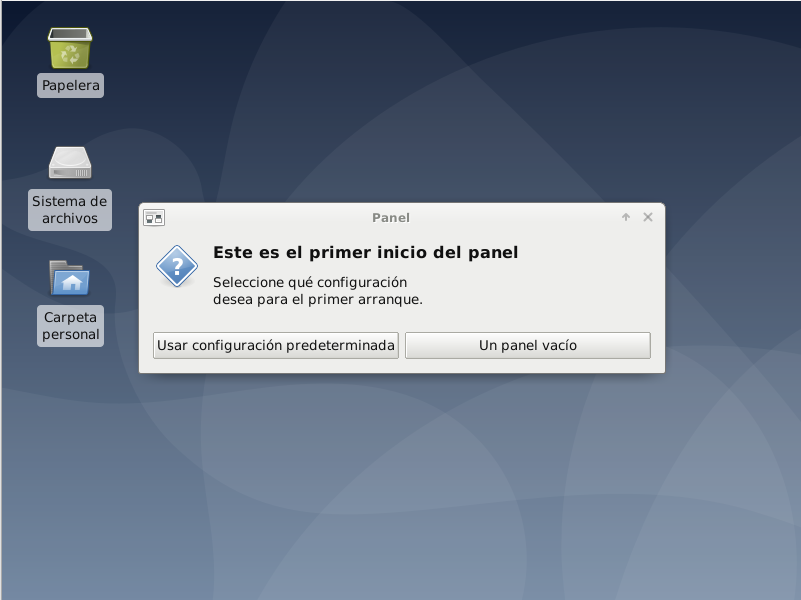 Papelera
Sistema de
archivos
Carpeta
personal
Panel
Este es el primer inicio del panel
Seleccione qué configuración
desea para el primer arranque.
Usar configuración predeterminada
Un panel vacío